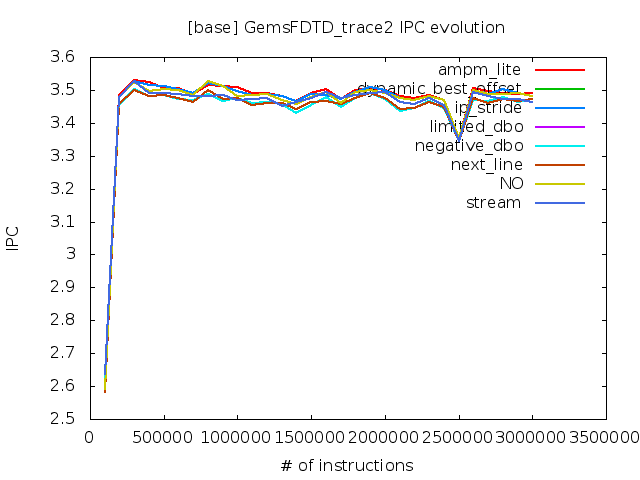 [base] GemsFDTD_trace2 IPC evolution
3.6
3.5
3.4
3.3
3.2
3.1
3
2.9
2.8
2.7
2.6
2.5
IPC
ampm_lite
dynamic_best_offset
ip_stride
limited_dbo
negative_dbo
next_line
NO
stream
0 500000 1000000 1500000 2000000 2500000 3000000 3500000
# of instructions